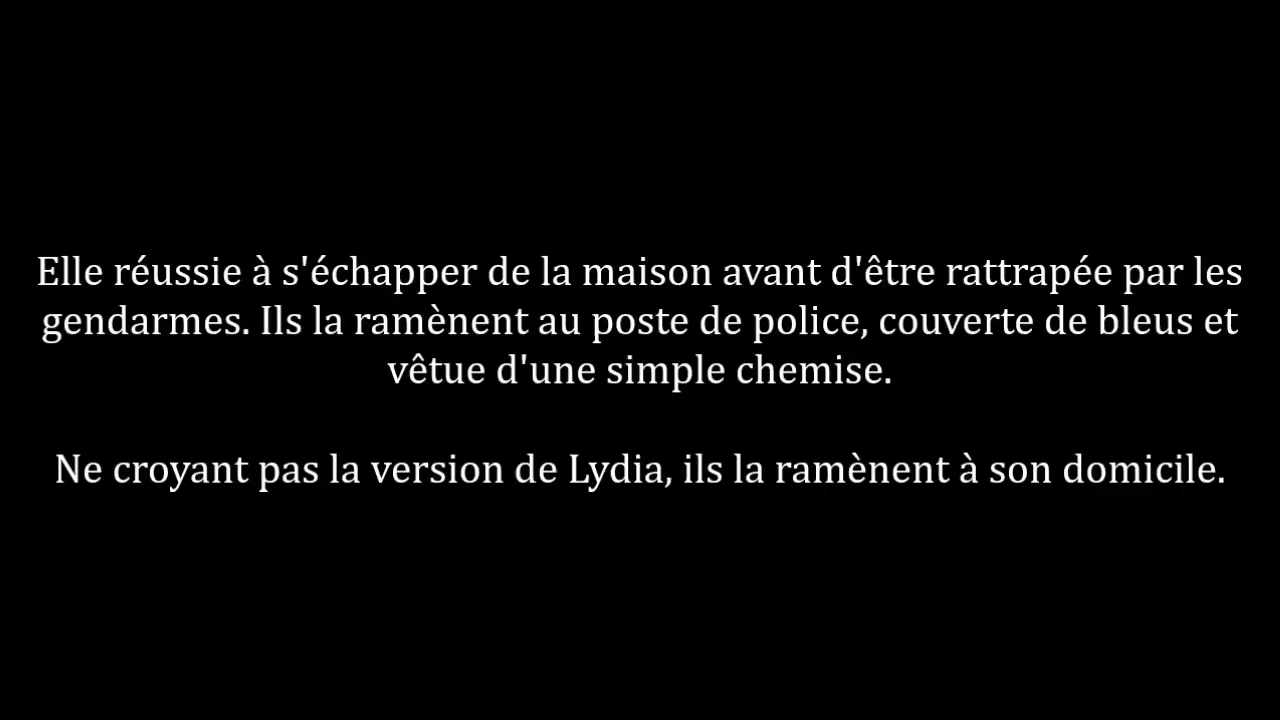 Elle réussie à s'échapper de la maison avant d'être rattrapée par les
gendarmes. Ils la ramènent au poste de police, couverte de bleus et
vêtue d'une simple chemise.
Ne croyant pas la version de Lydia, ils la ramènent à son domicile.